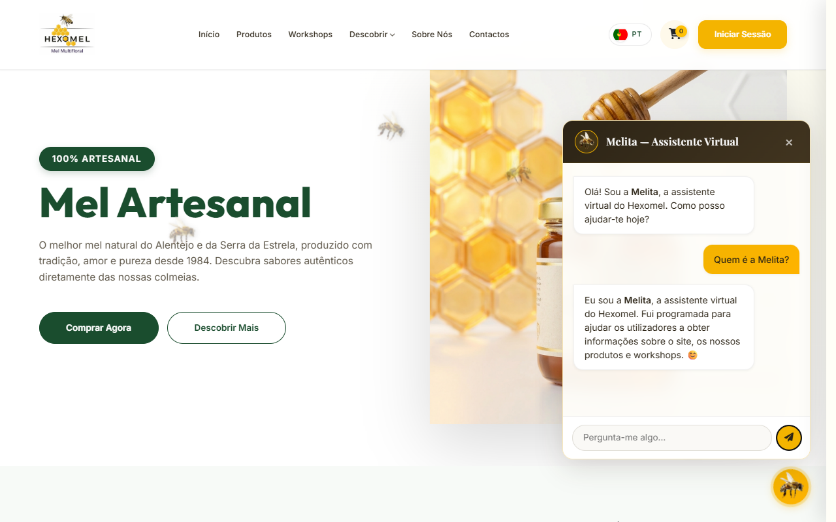 HEXOMEL
Mel Multifloral
Início Produtos Workshops Descobrir Sobre Nós Contactos
PT
0
Iniciar Sessão
100% ARTESANAL
Mel Artesanal
O melhor mel natural do Alentejo e da Serra da Estrela, produzido com
tradição, amor e pureza desde 1984. Descubra sabores autênticos
diretamente das nossas colmeias.
Comprar Agora
Descobrir Mais
Melita — Assistente Virtual
×
Olá! Sou a Melita, a assistente
virtual do Hexomel. Como posso
ajudar-te hoje?
Quem é a Melita?
Eu sou a Melita, a assistente virtual
do Hexomel. Fui programada para
ajudar os utilizadores a obter
informações sobre o site, os nossos
produtos e workshops. 😊
Pergunta-me algo...